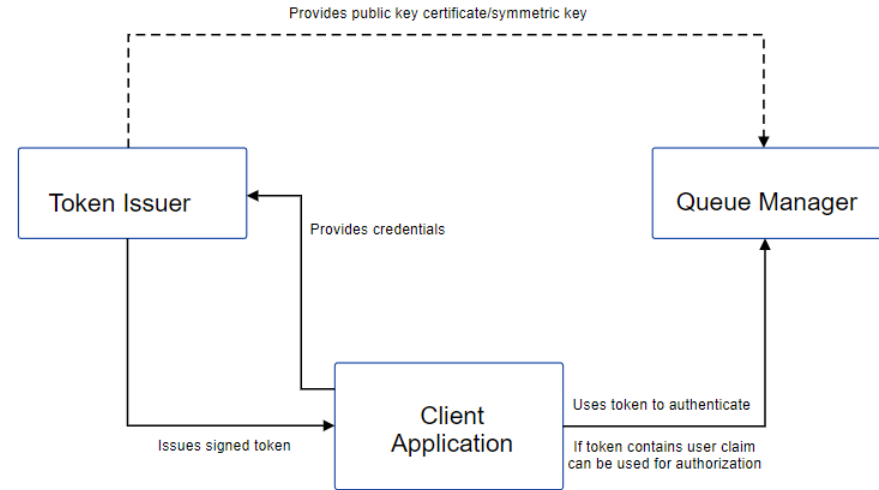 Provides public key certificate/symmetric key
Token Issuer
Queue Manager
Provides credentials
Client
Application
Issues signed token
Uses token to authenticate
If token contains user claim
can be used for authorization